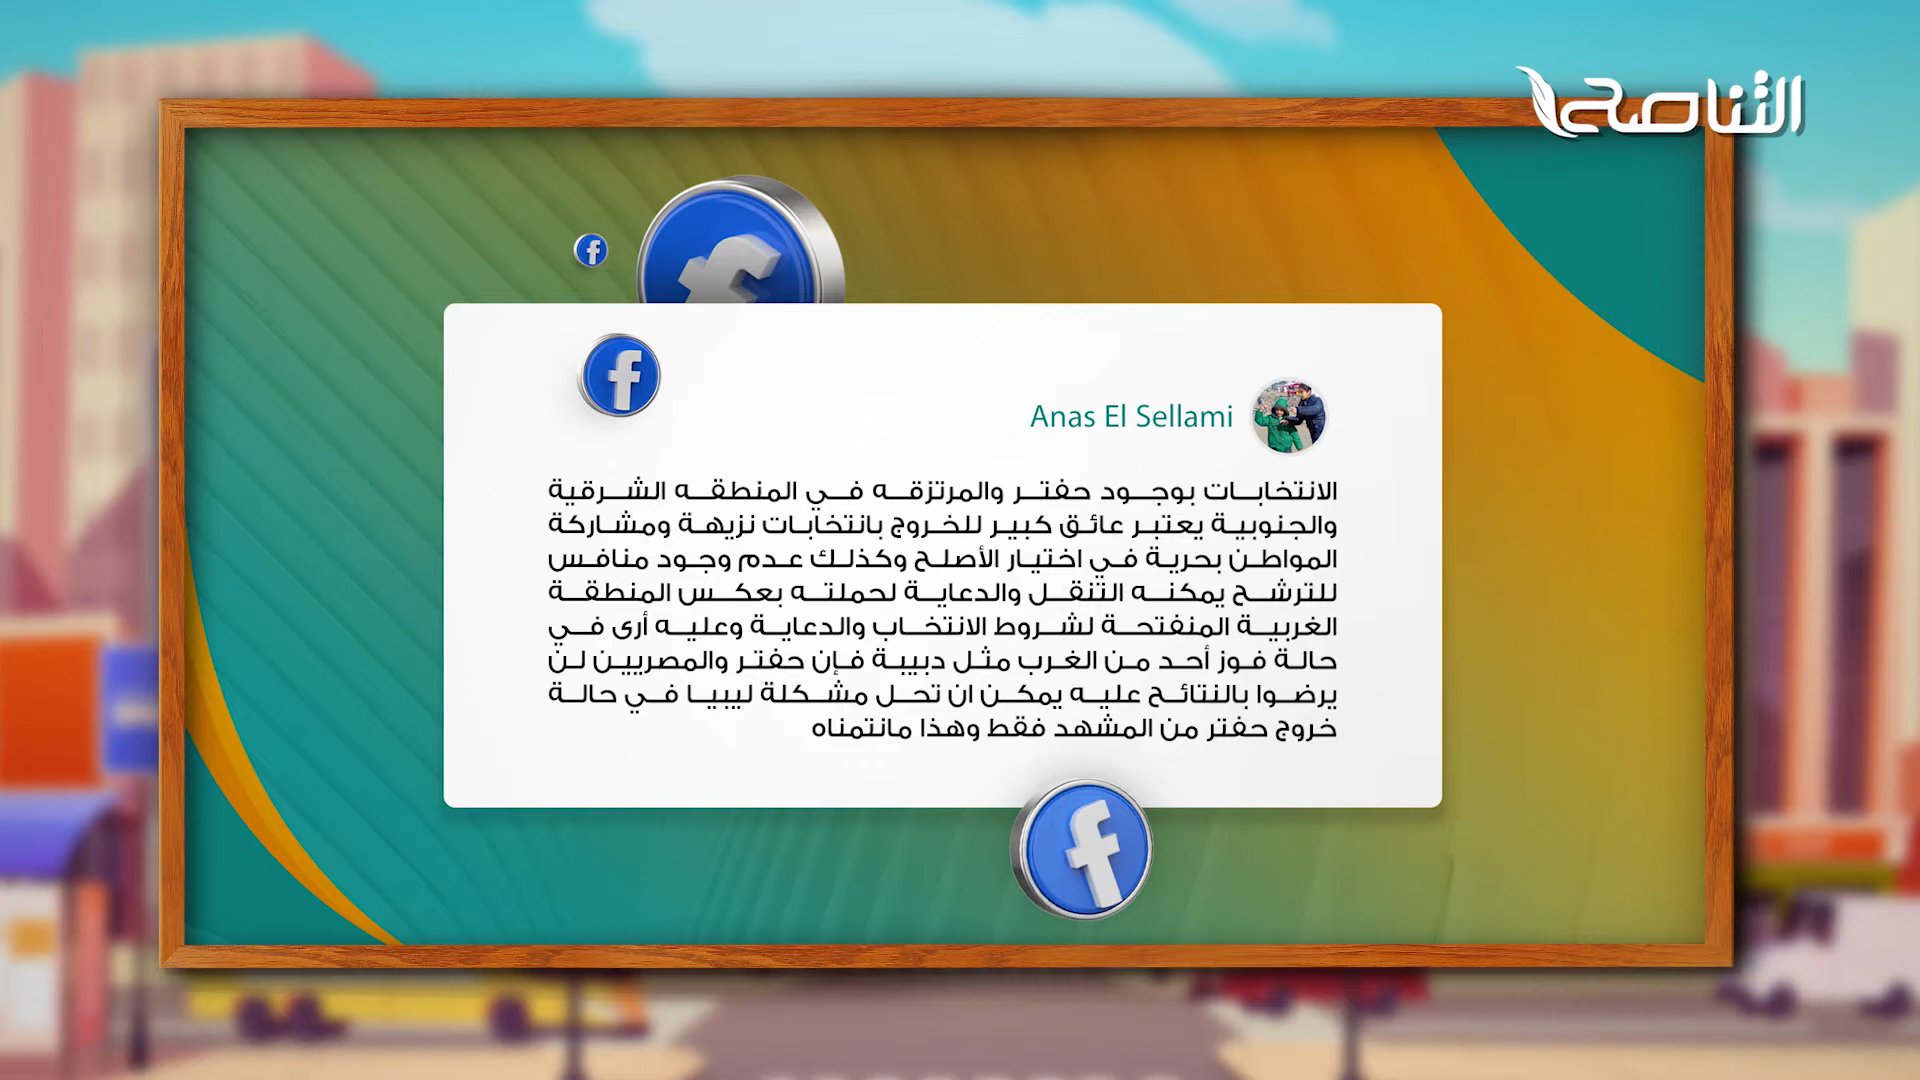 التناصح
Anas El Sellami
الانتخابات بوجود حفتر والمرتزقه في المنطقه الشرقية
والجنوبية يعتبر عائق كبير للخروج بانتخابات نزيهة ومشاركة
المواطن بحرية في اختيار الأصلح وكذلك عدم وجود منافس
للترشح يمكنه التنقل والدعاية لحملته بعكس المنطقة
الغربية المنفتحة لشروط الانتخاب والدعاية وعليه أرى في
حالة فوز أحد من الغرب مثل دبيبة فإن حفتر والمصريين لن
يرضوا بالنتائج عليه يمكن ان تحل مشكلة ليبيا في حالة
خروج حفتر من المشهد فقط وهذا مانتمناه